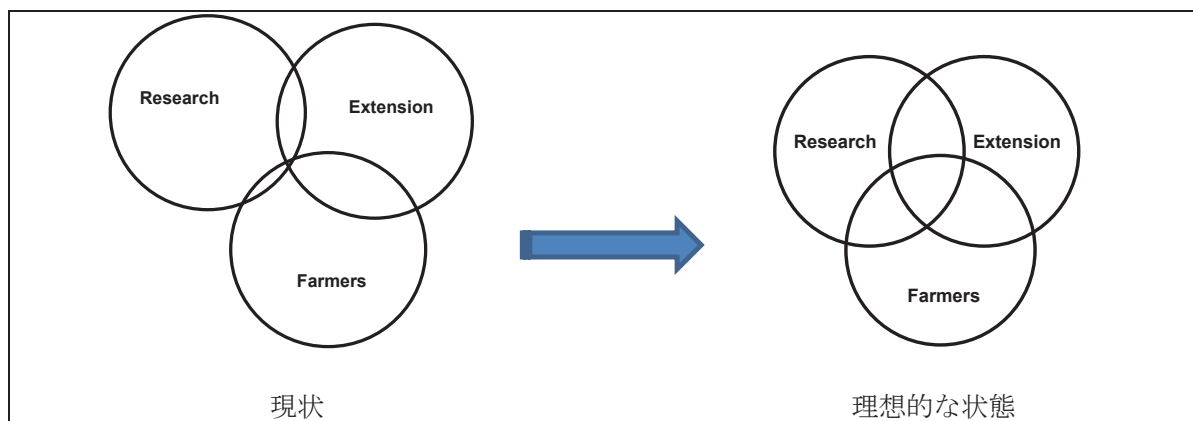 Research
Extension
Farmers
現状
Research
Extension
Farmers
理想的な状態